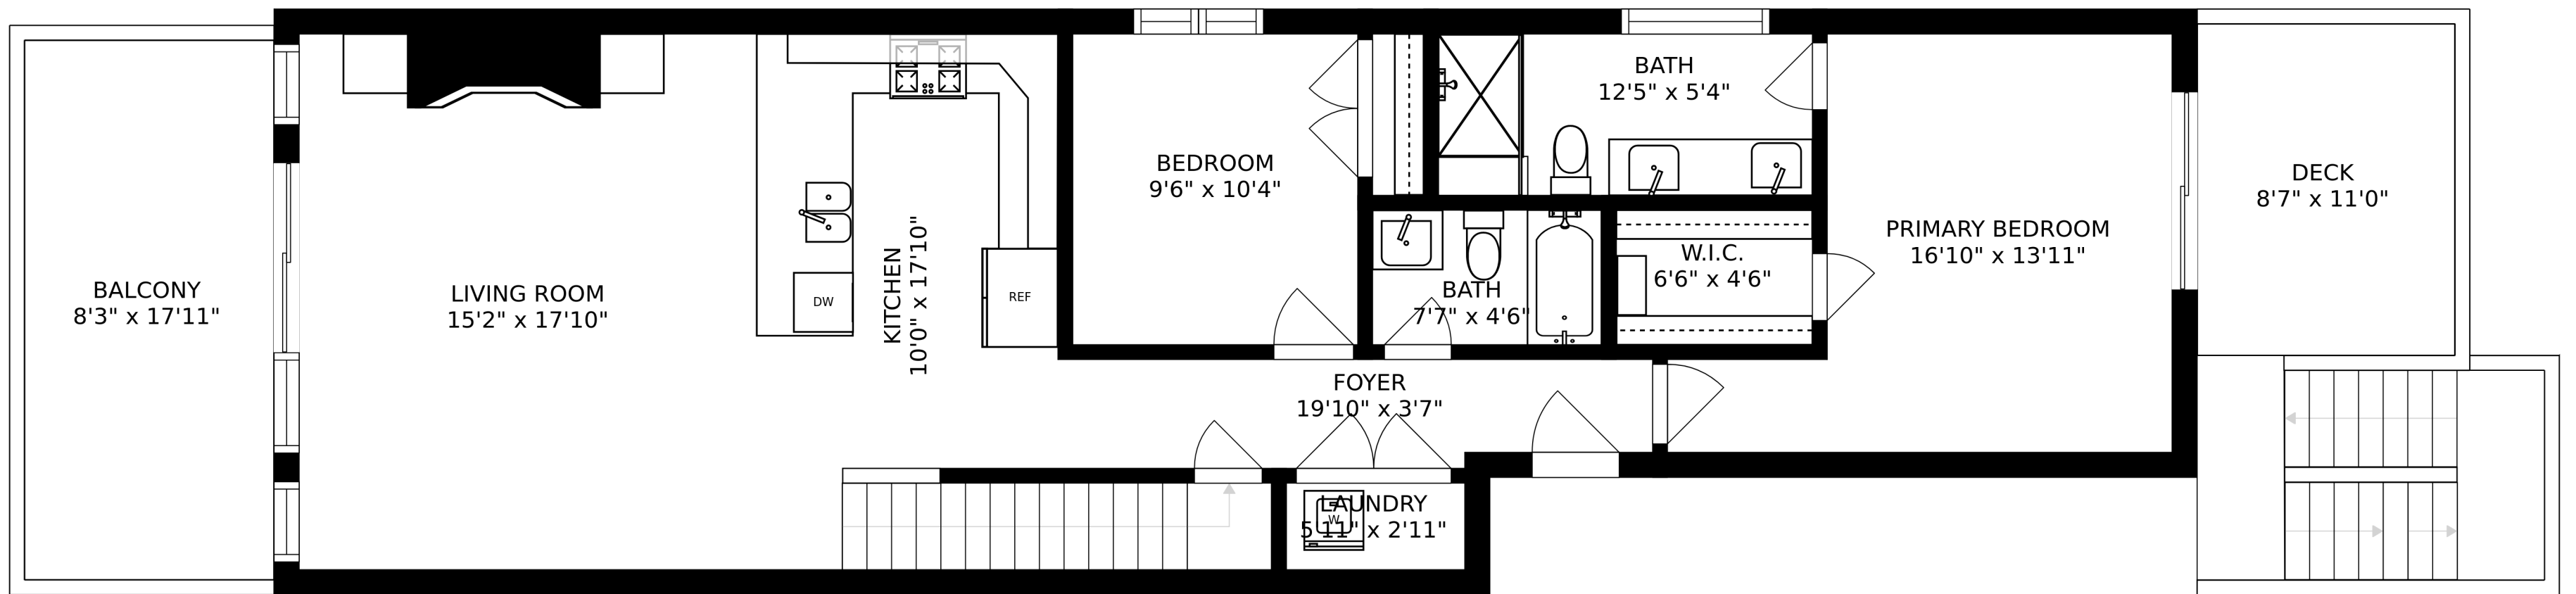 BALCONY
8'3" x 17'11"
LIVING ROOM
15'2" x 17'10"
DW
KITCHEN
10'0" x 17'10"
REF
BEDROOM
9'6" x 10'4"
BATH
12'5" x 5'4"
BATH
7'7" x 4'6"
W.I.C.
6'6" x 4'6"
PRIMARY BEDROOM
16'10" x 13'11"
DECK
8'7" x 11'0"
FOYER
19'10" x 3'7"
LAUNDRY
W
5'11" x 2'11"